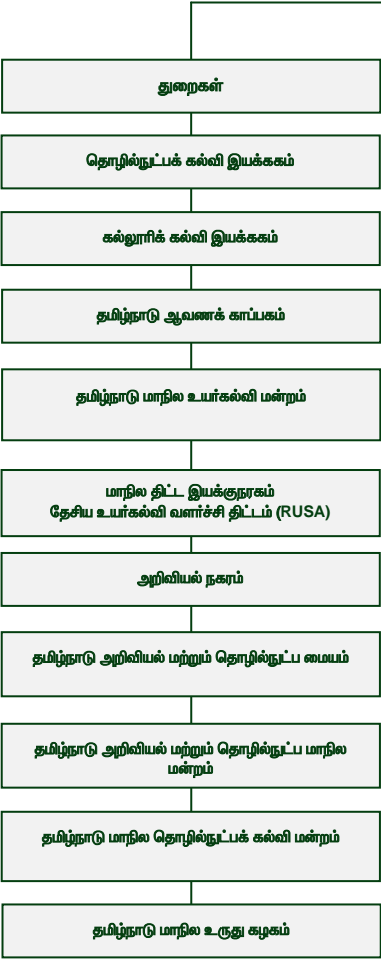 துறைகள்
தொழில்நுட்பக் கல்வி இயக்ககம்
கல்லூரிக் கல்வி இயக்ககம்
தமிழ்நாடு ஆவணக் காப்பகம்
தமிழ்நாடு மாநில உயர்கல்வி மன்றம்
மாநில திட்ட இயக்குநரகம்
தேசிய உயர்கல்வி வளர்ச்சி திட்டம் (RUSA)
அறிவியல் நகரம்
தமிழ்நாடு அறிவியல் மற்றும் தொழில்நுட்ப மையம்
தமிழ்நாடு அறிவியல் மற்றும் தொழில்நுட்ப மாநில
மன்றம்
தமிழ்நாடு மாநில தொழில்நுட்பக் கல்வி மன்றம்
தமிழ்நாடு மாநில உருது கழகம்